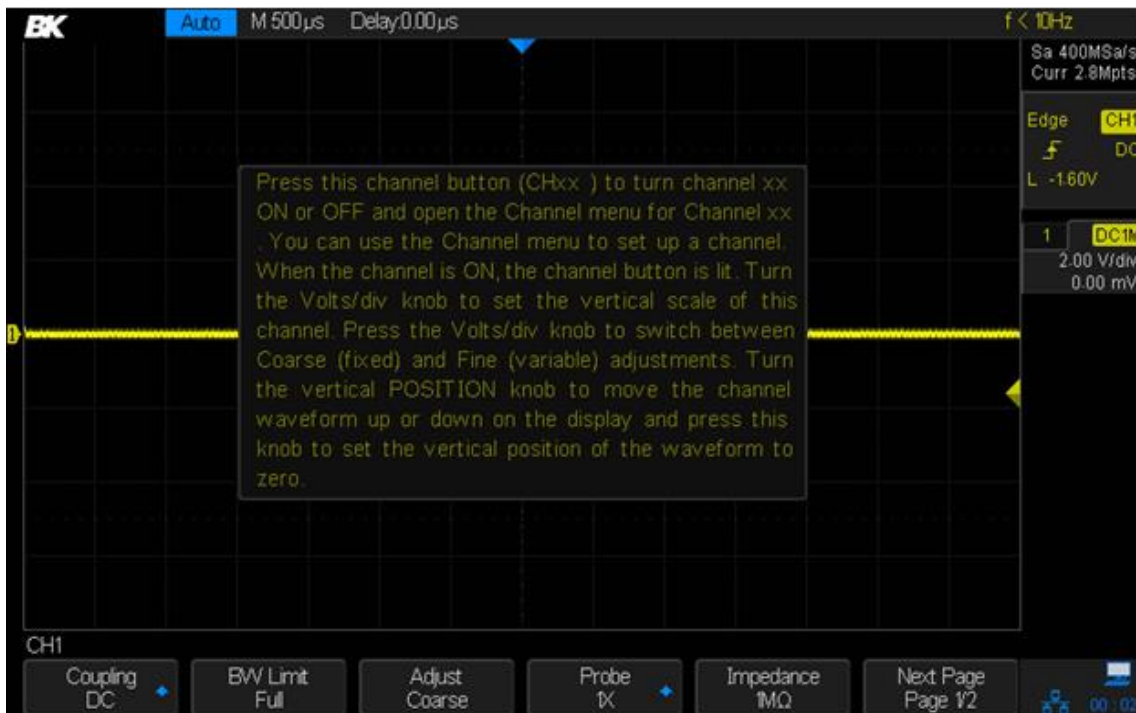 BK Auto M 500μs Delay:0.00μs f < 10Hz
Sa 400MSa/s
Curr 2.8Mpts
Edge CH1
DC
L -1.60V
1 DC1M
2.00 V/div
0.00 mV
Press this channel button (CHxx ) to turn channel xx
ON or OFF and open the Channel menu for Channel xx
. You can use the Channel menu to set up a channel.
When the channel is ON, the channel button is lit. Turn
the Volts/div knob to set the vertical scale of this
channel. Press the Volts/div knob to switch between
Coarse (fixed) and Fine (variable) adjustments. Turn
the vertical POSITION knob to move the channel
waveform up or down on the display and press this
knob to set the vertical position of the waveform to
zero.
1
CH1
Coupling
DC
BW Limit
Full
Adjust
Coarse
Probe
1X
Impedance
1MΩ
Next Page
Page 1/2
00:02